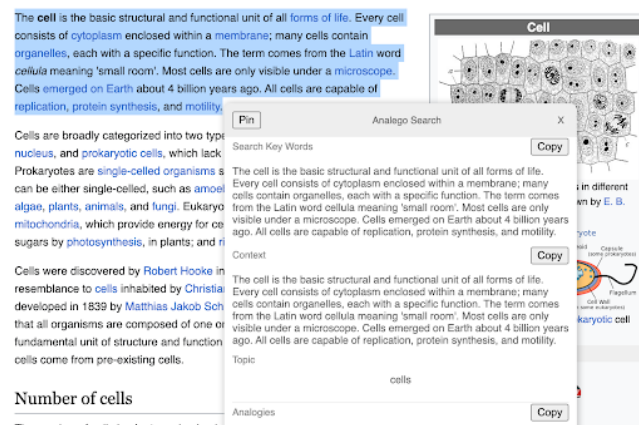 The cell is the basic structural and functional unit of all forms of life. Every cell
consists of cytoplasm enclosed within a membrane; many cells contain
organelles, each with a specific function. The term comes from the Latin word
cellula meaning 'small room'. Most cells are only visible under a microscope.
Cells emerged on Earth about 4 billion years ago. All cells are capable of
replication, protein synthesis, and motility.
Cells are broadly categorized into two type
nucleus, and prokaryotic cells, which lack
Prokaryotes are single-celled organisms s
can be either single-celled, such as amoe
algae, plants, animals, and fungi. Eukaryo
mitochondria, which provide energy for ce
sugars by photosynthesis, in plants; and ri
Cells were discovered by Robert Hooke in
resemblance to cells inhabited by Christia
developed in 1839 by Matthias Jakob Sch
that all organisms are composed of one or
fundamental unit of structure and function
cells come from pre-existing cells.
Number of cells
Pin
Analego Search
X
Search Key Words
Copy
The cell is the basic structural and functional unit of all forms of life.
Every cell consists of cytoplasm enclosed within a membrane; many
cells contain organelles, each with a specific function. The term comes
from the Latin word cellula meaning 'small room'. Most cells are only
visible under a microscope. Cells emerged on Earth about 4 billion years
ago. All cells are capable of replication, protein synthesis, and motility.
Context
Copy
The cell is the basic structural and functional unit of all forms of life.
Every cell consists of cytoplasm enclosed within a membrane; many
cells contain organelles, each with a specific function. The term comes
from the Latin word cellula meaning 'small room'. Most cells are only
visible under a microscope. Cells emerged on Earth about 4 billion years
ago. All cells are capable of replication, protein synthesis, and motility.
Topic
cells
Analogies
Copy
Cell
s in different
wn by E. B.
ryote
Capsule
(some prokaryotes)
Flagellum
Cell Wall
karyotic cell